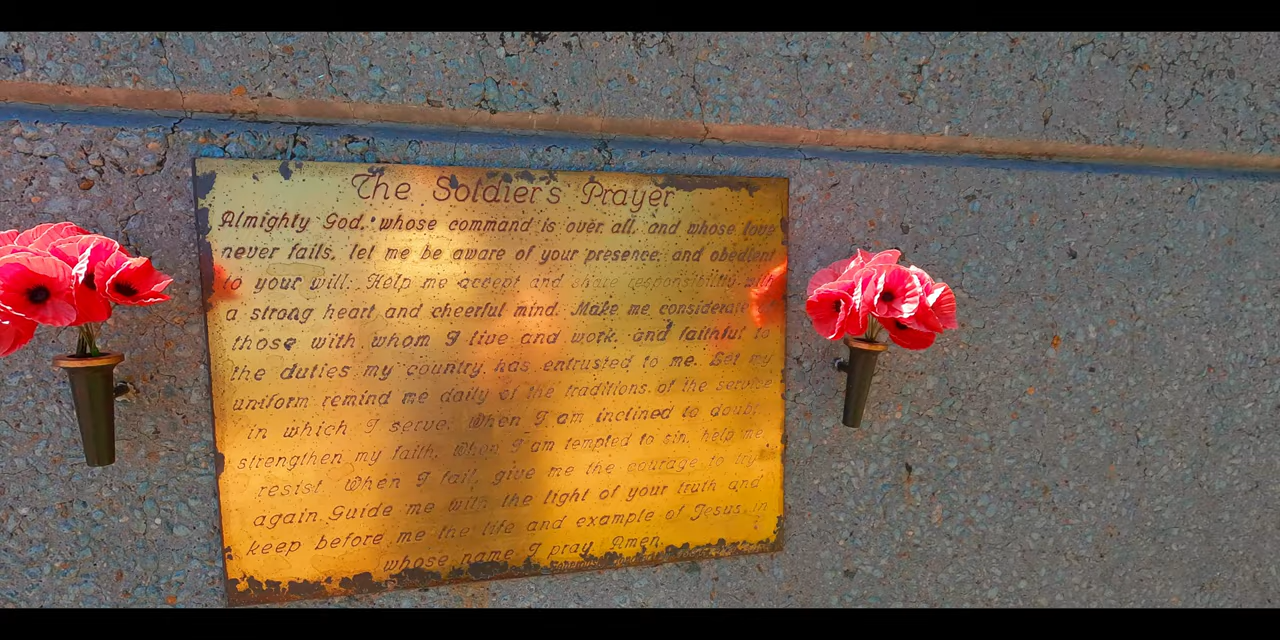 The Soldier's Prayer
Almighty God, whose command is over all, and whose love
never fails, let me be aware of your presence, and obedient
to your will. Help me accept and share responsibility with
a strong heart and cheerful mind. Make me considerate
those with whom I live and work, and faithful to
the duties my country has entrusted to me. Let my
uniform remind me daily of the traditions of the service
in which I serve. When I am inclined to doubt,
strengthen my faith. When I am tempted to sin, help me
resist. When I fail, give me the courage to try
again. Guide me with the light of your truth and
keep before me the life and example of Jesus, in
whose name I pray. Amen.